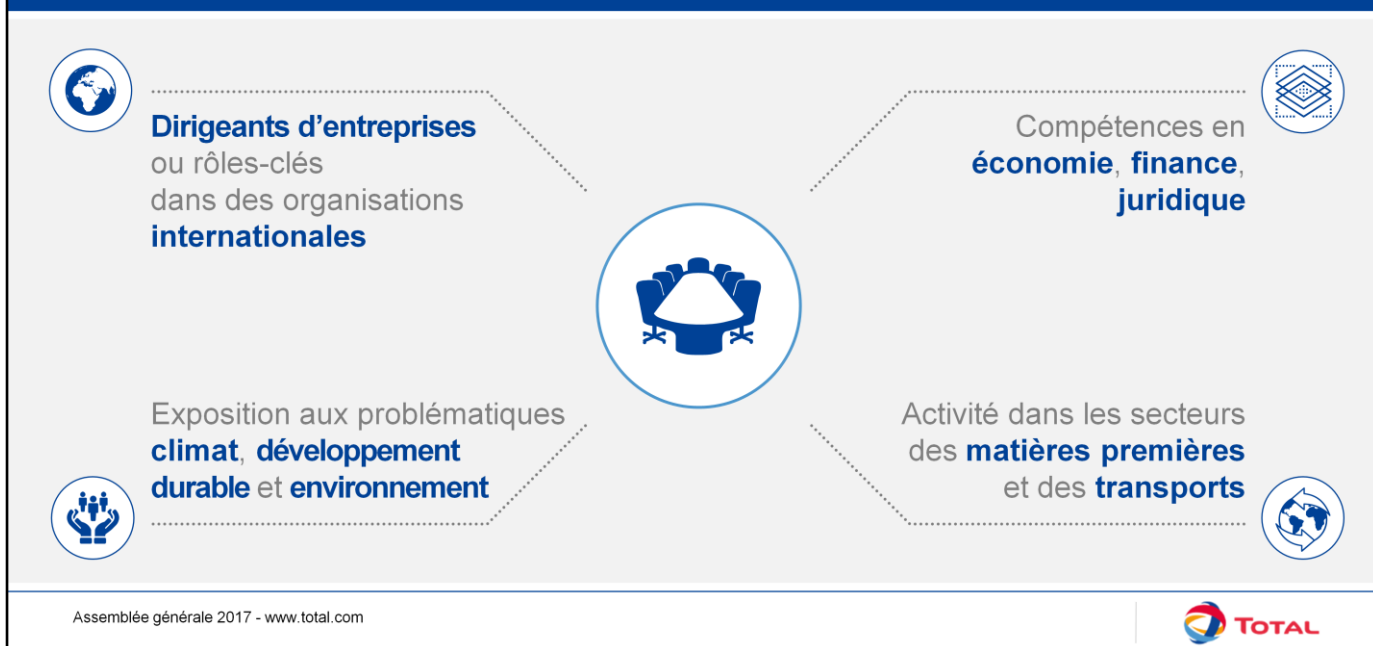 Dirigeants d'entreprises
ou rôles-clés
dans des organisations
internationales
Compétences en
économie, finance,
juridique
Exposition aux problématiques
climat, développement
durable et environnement
Activité dans les secteurs
des matières premières
et des transports
Assemblée générale 2017 - www.total.com
TOTAL